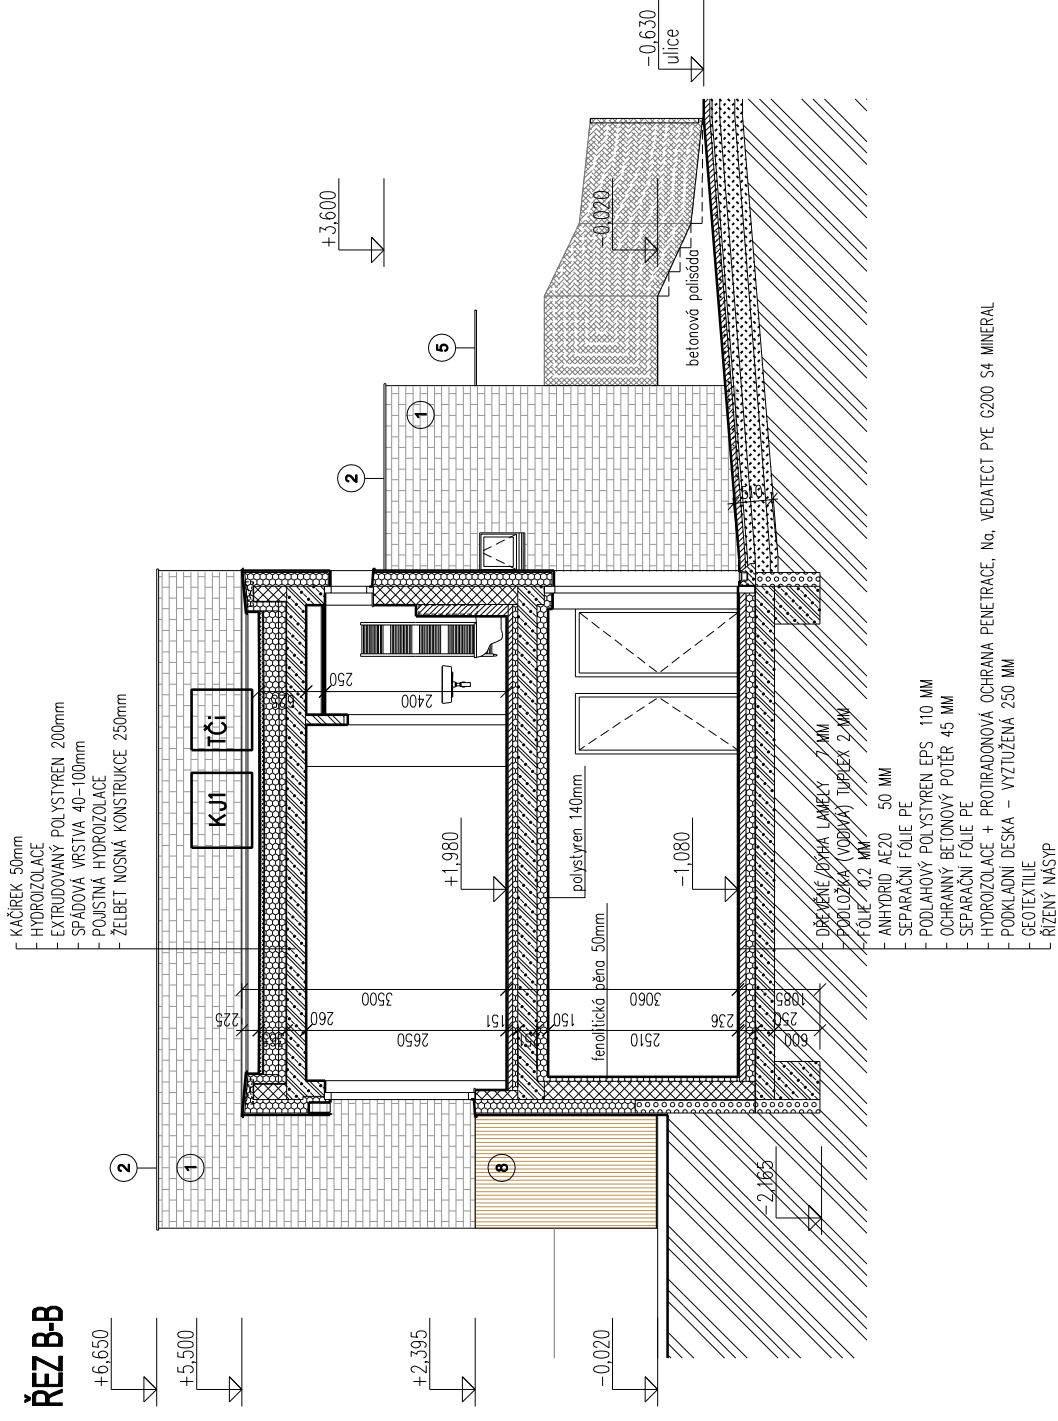 ŘEZ B-B
KAČÍREK 50mm
HYDROIZOLACE
EXTRUDOVANÝ POLYSTYREN 200mm
SPÁDOVÁ VRSTVA 40-100mm
POJISTNÁ HYDROIZOLACE
ŽELBET NOSNÁ KONSTRUKCE 250mm
+6,650
+5,500
+2,395
-0,020
2
1
8
-2,165
KJ1
TČi
225
260
3500
2650
151
150
3060
2510
236
1085
250
600
250
2400
+1,980
-1,080
polystyren 140mm
fenolitická pěna 50mm
2
1
5
+3,600
-0,020
betonová palisáda
-0,630
ulice
510
DŘEVĚNÉ DÝHA LAMELY 7 MM
PODLOŽKA (VODIVÁ) TUPLEX 2 MM
FÓLIE 0,2 MM
ANHYDRID AE20 50 MM
SEPARAČNÍ FÓLIE PE
PODLAHOVÝ POLYSTYREN EPS 110 MM
OCHRANNÝ BETONOVÝ POTĚR 45 MM
SEPARAČNÍ FÓLIE PE
HYDROIZOLACE + PROTIRADONOVÁ OCHRANA PENETRACE, Na, VEDATECT PYE G200 S4 MINERAL
PODKLADNÍ DESKA - VYZTUŽENÁ 250 MM
GEOTEXTILIE
ŘÍZENÝ NÁSYP